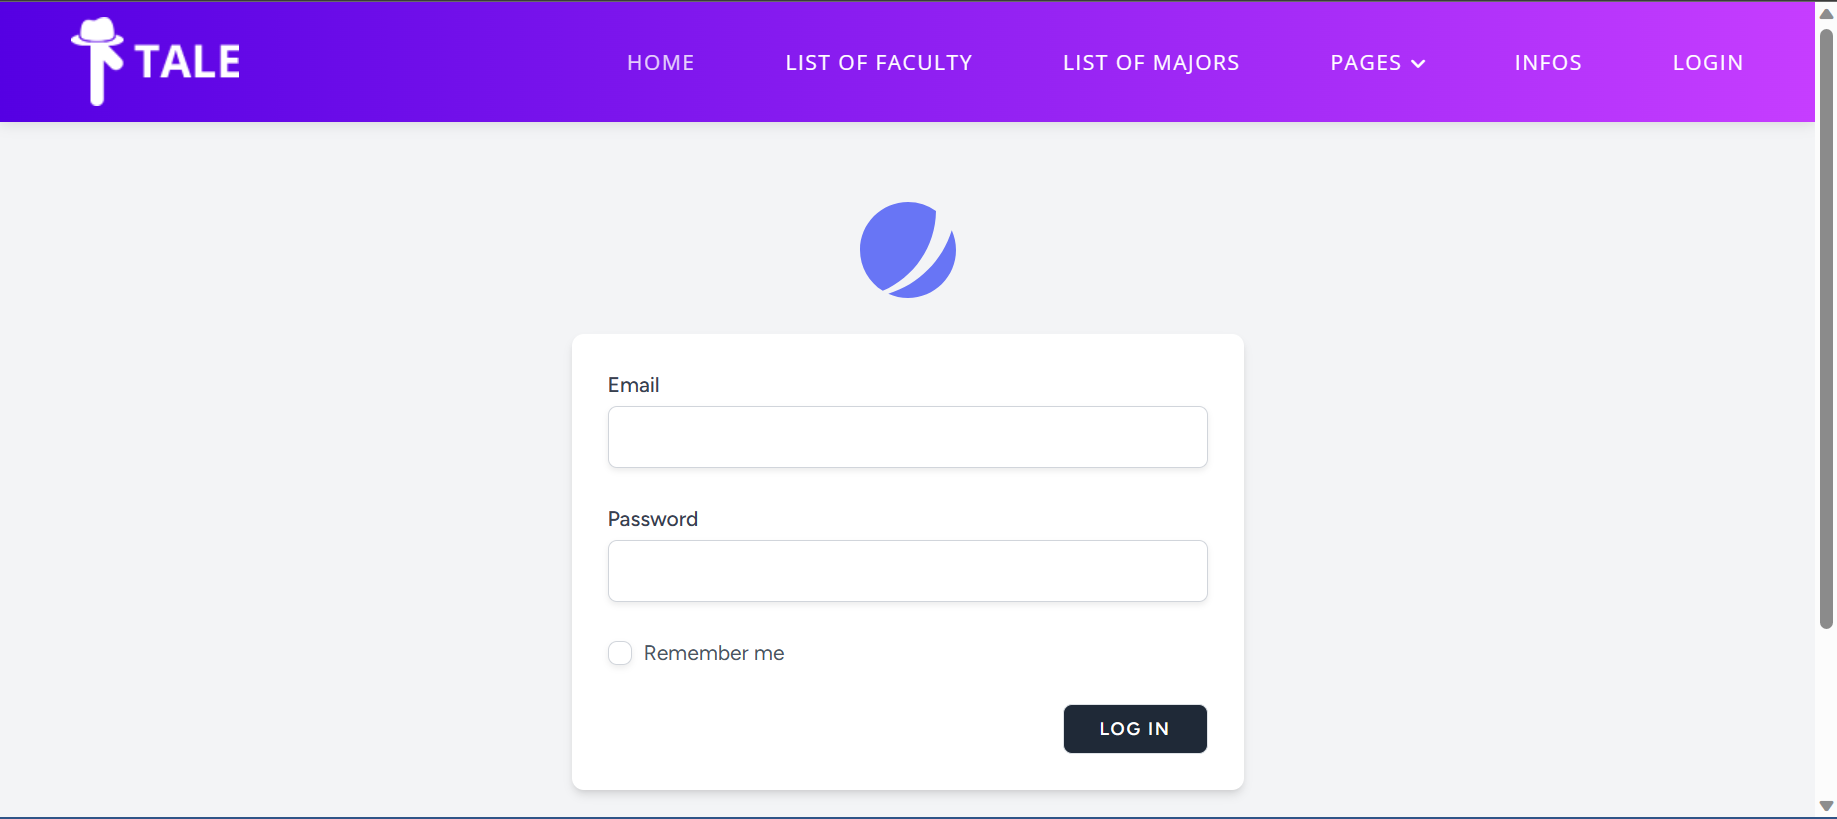 TALE
HOME LIST OF FACULTY LIST OF MAJORS PAGES INFOS LOGIN
Email
Password
Remember me
LOG IN